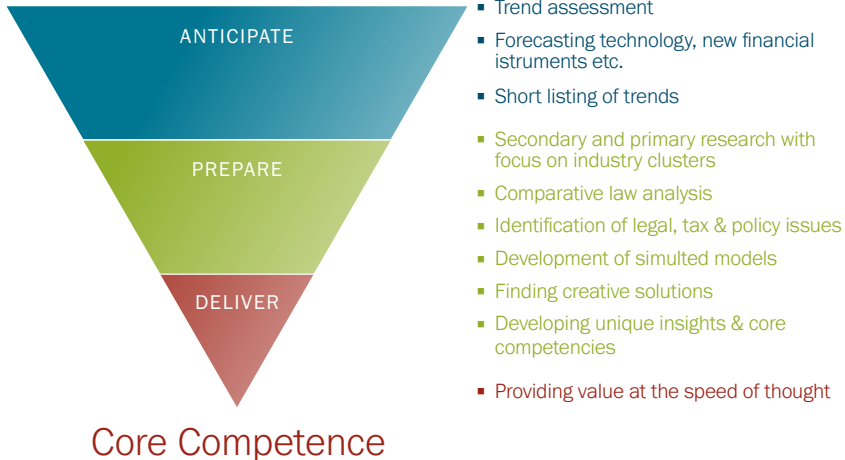 ANTICIPATE
PREPARE
DELIVER
Core Competence
▪ Trend assessment
▪ Forecasting technology, new financial
istruments etc.
▪ Short listing of trends
▪ Secondary and primary research with
focus on industry clusters
▪ Comparative law analysis
▪ Identification of legal, tax & policy issues
▪ Development of simulted models
▪ Finding creative solutions
▪ Developing unique insights & core
competencies
▪ Providing value at the speed of thought